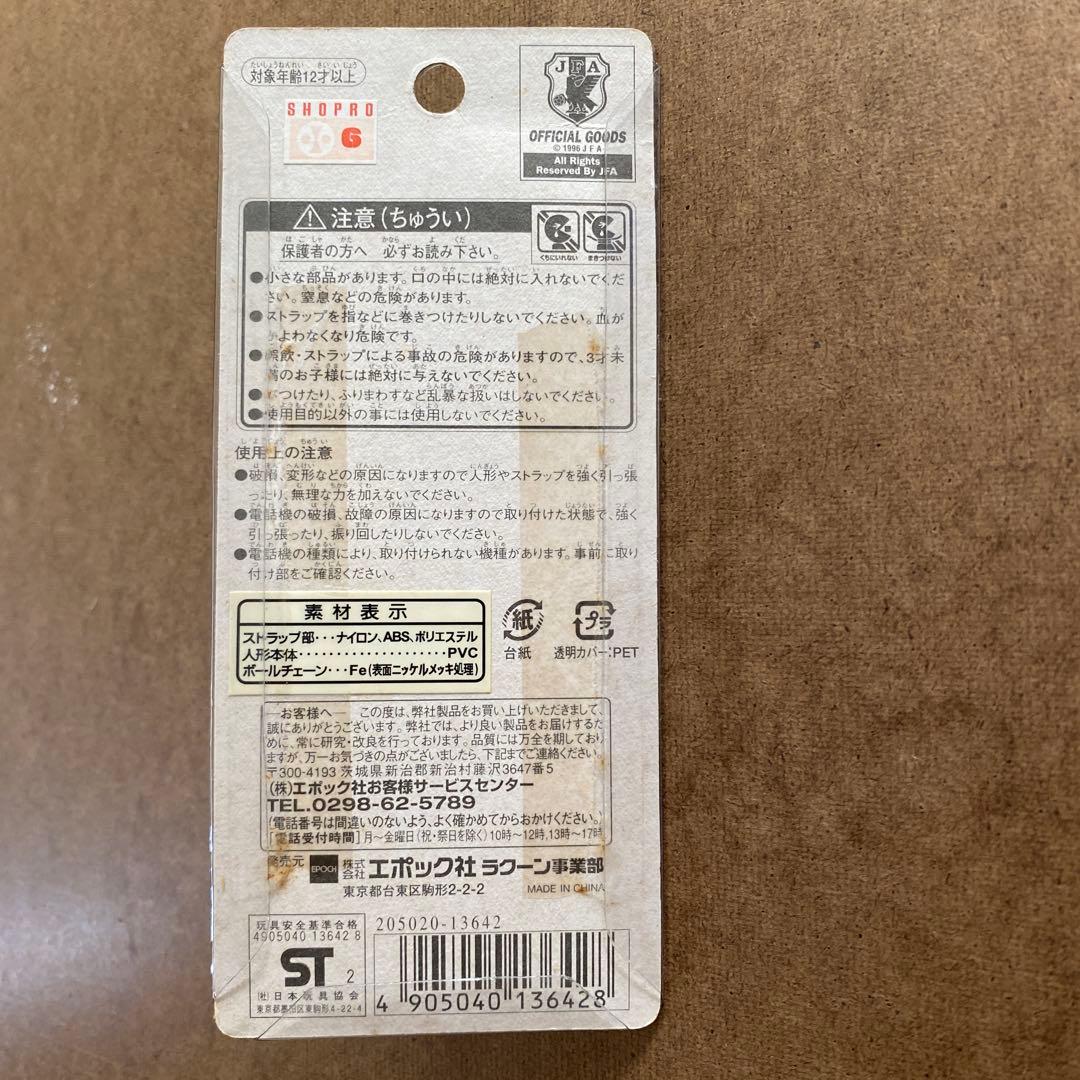 対象年齢12才以上
SHOPRO
G
JFA
OFFICIAL GOODS
© 1996 J F A
All Rights
Reserved By JFA
注意(ちゅうい)
くちにいれない
まきつけない
保護者の方へ 必ずお読み下さい。
●小さな部品があります。口の中には絶対に入れないでくだ
さい。窒息などの危険があります。
●ストラップを指などに巻きつけたりしないでください。血が
かよわなくなり危険です。
●誤飲・ストラップによる事故の危険がありますので、3才未
満のお子様には絶対に与えないでください。
つけたり、ふりまわすなど乱暴な扱いはしないでください。
●使用目的以外の事には使用しないでください。
使用上の注意
●破損、変形などの原因になりますので人形やストラップを強く引っ張
ったり、無理な力を加えないでください。
●電話機の破損、故障の原因になりますので取り付けた状態で、強く
引っ張ったり、振り回したりしないでください。
●電話機の種類により、取り付けられない機種があります。事前に取り
付け部をご確認ください。
素材表示
ストラップ部・・・ナイロン、ABS、ポリエステル
人形本体・・・・・・・・・・・・・・・・・・・・PVC
ボールチェーン・・・Fe(表面ニッケルメッキ処理)
紙
台紙
プラ
透明カバー:PET
―お客様へ― この度は、弊社製品をお買い上げいただきまして、
誠にありがとうございます。弊社では、より良い製品をお届けするた
めに、常に研究・改良を行っております。品質には万全を期しており
ますが、万一お気づきの点がございましたら、下記までご連絡ください。
〒300-4193 茨城県新治郡新治村藤沢3647番5
(株)エポック社お客様サービスセンター
TEL.0298-62-5789
(電話番号は間違いのないよう、よく確かめてからおかけください。)
[電話受付時間]月〜金曜日(祝・祭日を除く)10時〜12時,13時〜17時
発売元 EPOCH 株式会社 エポック社 ラクーン事業部
東京都台東区駒形2-2-2
MADE IN CHINA
玩具安全基準合格
4905040 13642 8
ST 2
(社)日本玩具協会
東京都墨田区東駒形4-22-4
205020-13642
4 905040 136428